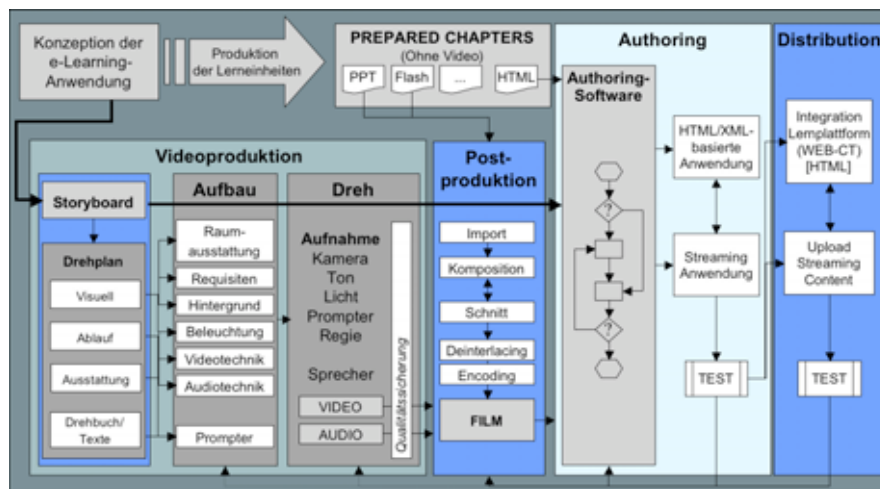 Konzeption der
e-Learning-
Anwendung
Produktion
der Lerneinheiten
PREPARED CHAPTERS
(Ohne Video)
PPT
Flash
...
HTML
Authoring
Distribution
Authoring-
Software
?
?
HTML/XML-
basierte
Anwendung
Streaming
Anwendung
TEST
Integration
Lernplattform
(WEB-CT)
[HTML]
Upload
Streaming
Content
TEST
Videoproduktion
Storyboard
Drehplan
Visuell
Ablauf
Ausstattung
Drehbuch/
Texte
Aufbau
Raum-
ausstattung
Requisiten
Hintergrund
Beleuchtung
Videotechnik
Audiotechnik
Prompter
Dreh
Aufnahme
Kamera
Ton
Licht
Prompter
Regie
Sprecher
VIDEO
AUDIO
Qualitätssicherung
Post-
produktion
Import
Komposition
Schnitt
Deinterlacing
Encoding
FILM